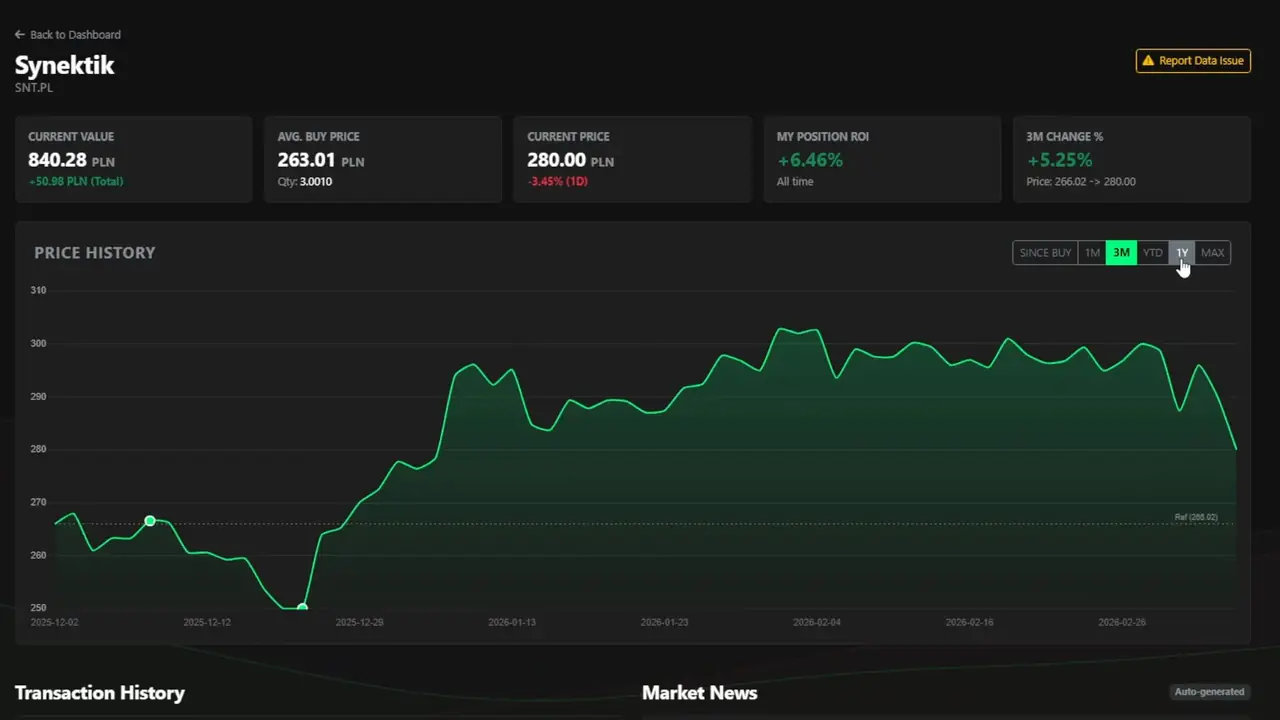 Back to Dashboard
Synektik
SNT.PL
Report Data Issue
CURRENT VALUE
840.28 PLN
+50.98 PLN (Total)
AVG. BUY PRICE
263.01 PLN
Qty: 3.0010
CURRENT PRICE
280.00 PLN
-3.45% (1D)
MY POSITION ROI
+6.46%
All time
3M CHANGE %
+5.25%
Price: 266.02 -> 280.00
PRICE HISTORY
SINCE BUY 1M 3M YTD 1Y MAX
310
300
290
280
270
260
250
Ref (266.02)
2025-12-02 2025-12-12 2025-12-29 2026-01-13 2026-01-23 2026-02-04 2026-02-16 2026-02-26
Transaction History
Market News
Auto-generated